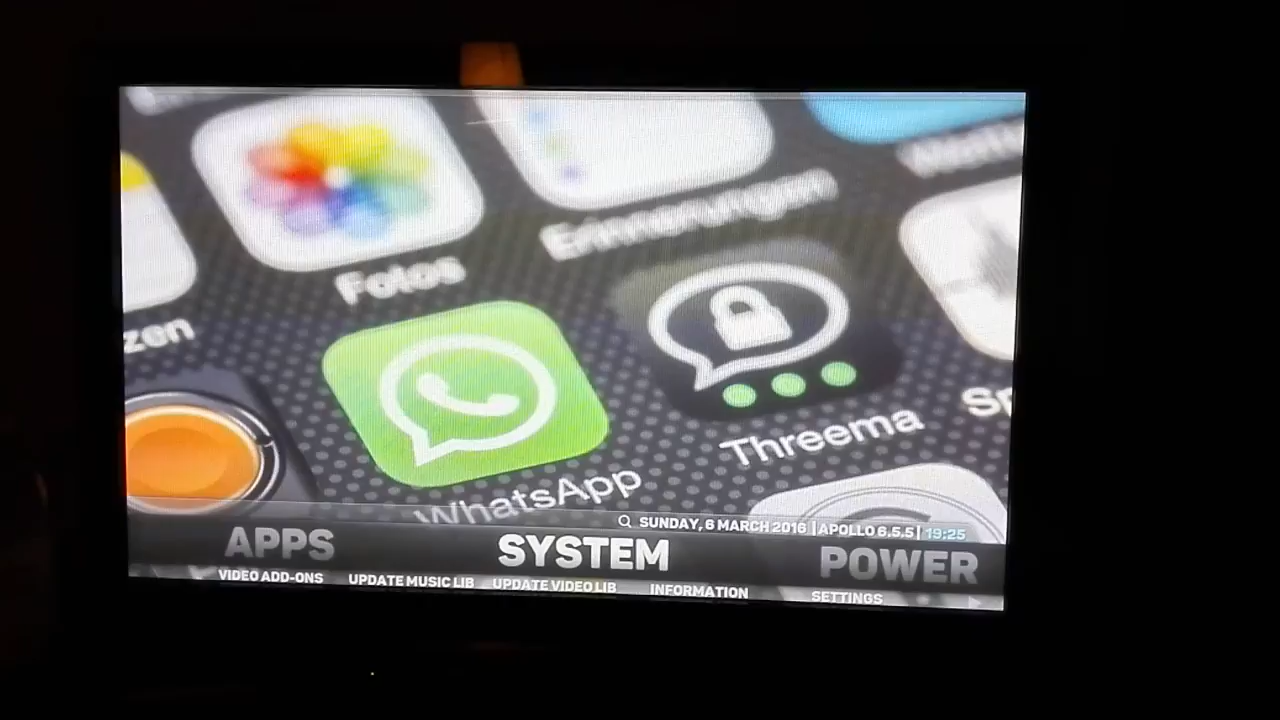 Erinnerungen
Fotos
zen
Threema
Sp
WhatsApp
SUNDAY, 6 MARCH 2016 | APOLLO 6.5.5 | 19:25
APPS SYSTEM POWER
VIDEO ADD-ONS UPDATE MUSIC LIB UPDATE VIDEO LIB INFORMATION SETTINGS